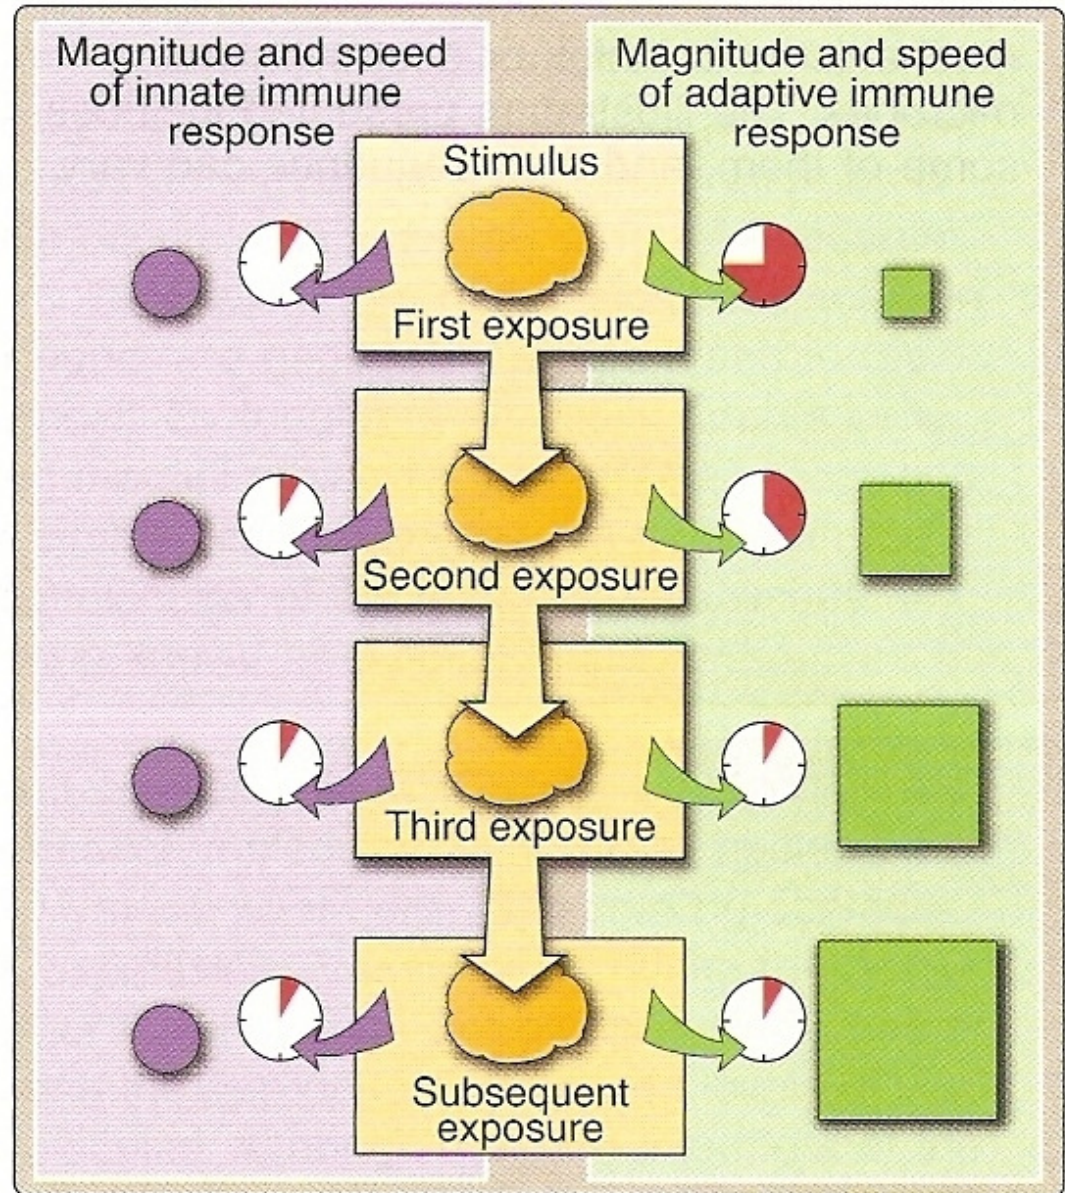 Magnitude and speed
of innate immune
response
Magnitude and speed
of adaptive immune
response
Stimulus
First exposure
Second exposure
Third exposure
Subsequent
exposure